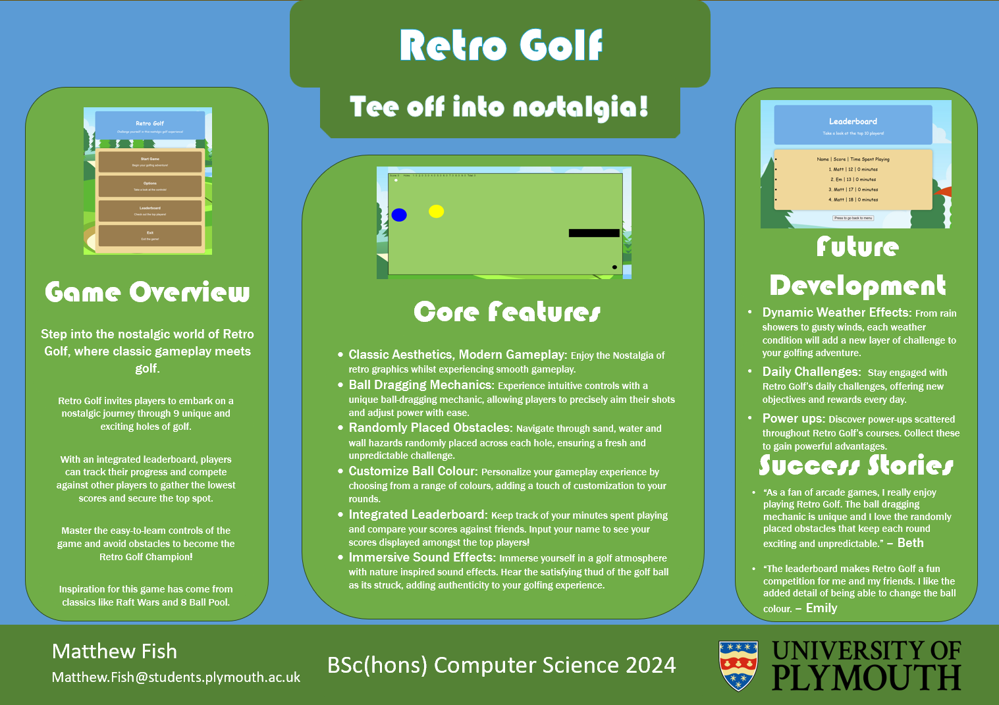 Retro Golf
Tee off into nostalgia!
Retro Golf
Challenge yourself in this nostalgic golf experience!
Start Game
Begin your golfing adventure!
Options
Take a look at the controls!
Leaderboard
Check out the top players!
Exit
Exit the game!
Game Overview
Step into the nostalgic world of Retro
Golf, where classic gameplay meets
golf.
Retro Golf invites players to embark on a
nostalgic journey through 9 unique and
exciting holes of golf.
With an integrated leaderboard, players
can track their progress and compete
against other players to gather the lowest
scores and secure the top spot.
Master the easy-to-learn controls of the
game and avoid obstacles to become the
Retro Golf Champion!
Inspiration for this game has come from
classics like Raft Wars and 8 Ball Pool.
Core Features
• Classic Aesthetics, Modern Gameplay: Enjoy the Nostalgia of
retro graphics whilst experiencing smooth gameplay.
• Ball Dragging Mechanics: Experience intuitive controls with a
unique ball-dragging mechanic, allowing players to precisely aim their shots
and adjust power with ease.
• Randomly Placed Obstacles: Navigate through sand, water and
wall hazards randomly placed across each hole, ensuring a fresh and
unpredictable challenge.
• Customize Ball Colour: Personalize your gameplay experience by
choosing from a range of colours, adding a touch of customization to your
rounds.
• Integrated Leaderboard: Keep track of your minutes spent playing
and compare your scores against friends. Input your name to see your
scores displayed amongst the top players!
• Immersive Sound Effects: Immerse yourself in a golf atmosphere
with nature inspired sound effects. Hear the satisfying thud of the golf ball
as its struck, adding authenticity to your golfing experience.
Leaderboard
Take a look at the top 10 players!
Name | Score | Time Spent Playing
1. Matt | 12 | 0 minutes
2. Em | 13 | 0 minutes
3. Matt | 17 | 0 minutes
4. Matt | 18 | 0 minutes
Press to go back to menu
Future
Development
• Dynamic Weather Effects: From rain
showers to gusty winds, each weather
condition will add a new layer of challenge to
your golfing adventure.
• Daily Challenges: Stay engaged with
Retro Golf's daily challenges, offering new
objectives and rewards every day.
• Power ups: Discover power-ups scattered
throughout Retro Golf's courses. Collect these
to gain powerful advantages.
Success Stories
• “As a fan of arcade games, I really enjoy
playing Retro Golf. The ball dragging
mechanic is unique and I love the randomly
placed obstacles that keep each round
exciting and unpredictable.” – Beth
• “The leaderboard makes Retro Golf a fun
competition for me and my friends. I like the
added detail of being able to change the ball
colour. – Emily
Matthew Fish
Matthew.Fish@students.plymouth.ac.uk
BSc(hons) Computer Science 2024
UNIVERSITY OF
PLYMOUTH